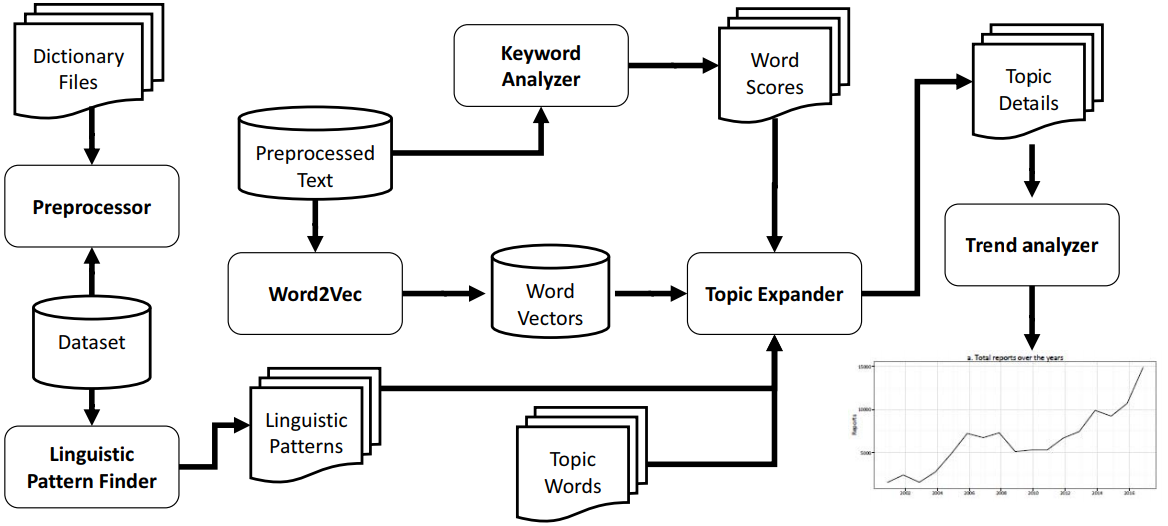 Dictionary
Files
Preprocessor
Dataset
Linguistic
Pattern Finder
Preprocessed
Text
Keyword
Analyzer
Word
Scores
Word2Vec
Word
Vectors
Topic Expander
Linguistic
Patterns
Topic
Words
Topic
Details
Trend analyzer
a. Total reports over the years
Reports
15000
10000
5000
2002 2004 2006 2008 2010 2012 2014 2016